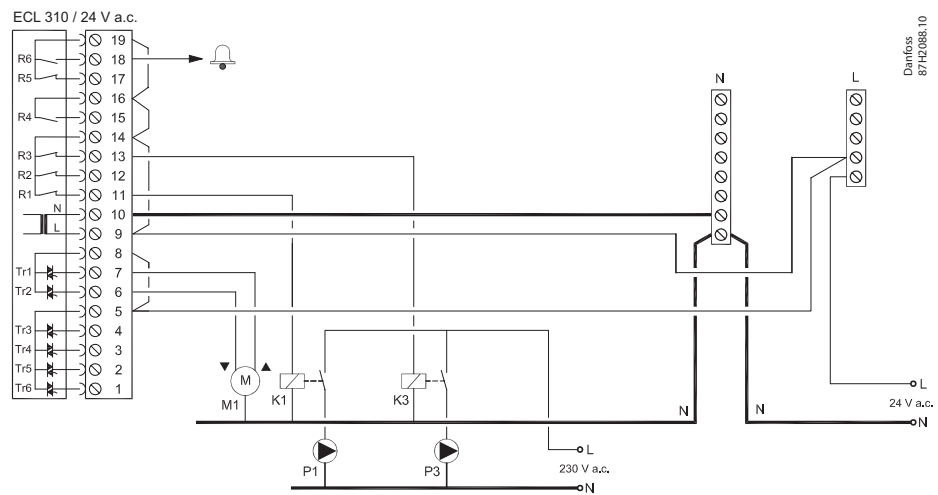 ECL 310 / 24 V a.c.
Danfoss
87H2088.10
19
R6 18
R5 17
16
R4 15
14
R3 13
R2 12
R1 11
N 10
L 9
8
Tr1 7
Tr2 6
5
Tr3 4
Tr4 3
Tr5 2
Tr6 1
N
L
M
M1
K1
K3
N
N
L
24 V a.c.
N
P1
P3
L
230 V a.c.
N